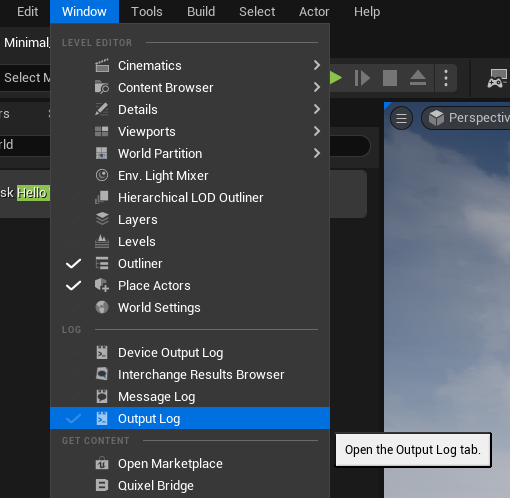 Edit Window Tools Build Select Actor Help
Minimal_
LEVEL EDITOR
Cinematics
Select M
Content Browser
Details
Viewports
World Partition
Env. Light Mixer
Hierarchical LOD Outliner
Layers
Levels
Outliner
Place Actors
World Settings
rs
rld
sk Hello
Perspectiv
LOG
Device Output Log
Interchange Results Browser
Message Log
Output Log
Open the Output Log tab.
GET CONTENT
Open Marketplace
Quixel Bridge